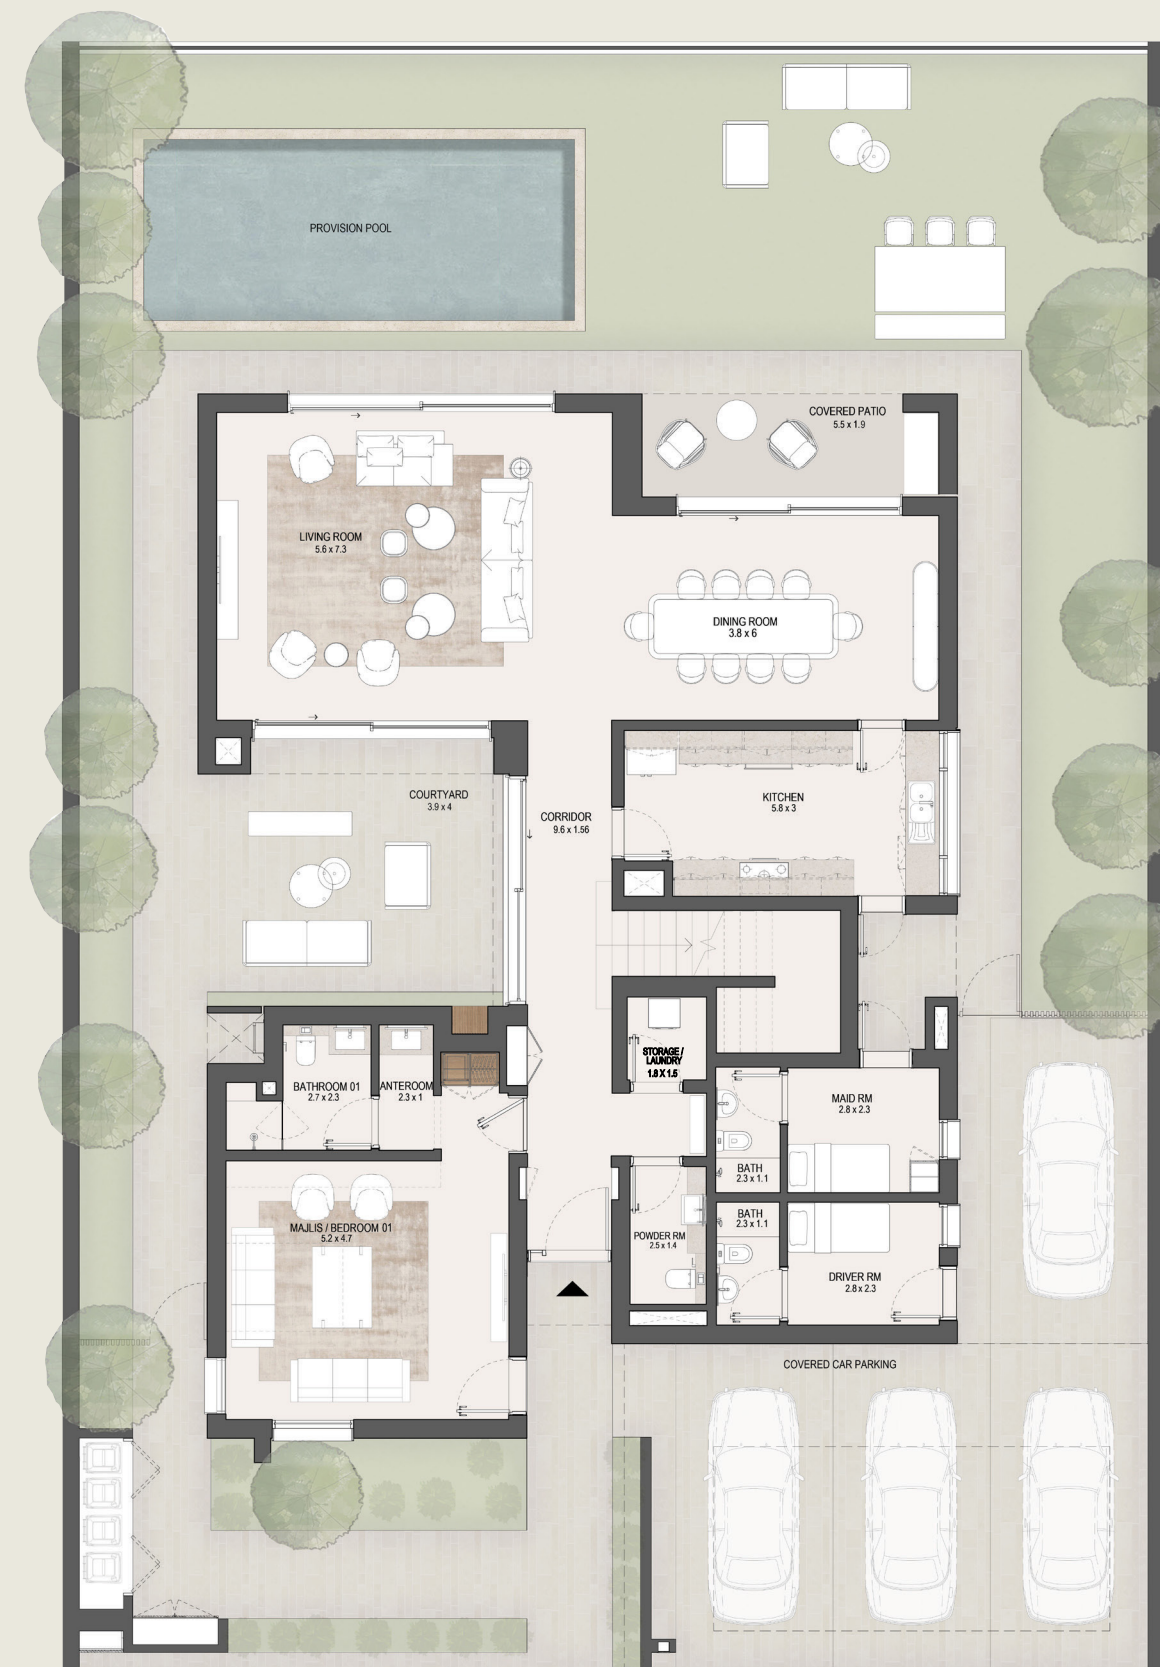 PROVISION POOL
COVERED PATIO
5.5 x 1.9
LIVING ROOM
5.6 x 7.3
DINING ROOM
3.8 x 6
COURTYARD
3.9 x 4
CORRIDOR
9.6 x 1.56
KITCHEN
5.8 x 3
STORAGE /
LAUNDRY
1.8 X 1.5
BATHROOM 01
2.7 x 2.3
ANTEROOM
2.3 x 1
MAID RM
2.8 x 2.3
BATH
2.3 x 1.1
BATH
2.3 x 1.1
MAJLIS / BEDROOM 01
5.2 x 4.7
POWDER RM
2.5 x 1.4
DRIVER RM
2.8 x 2.3
COVERED CAR PARKING